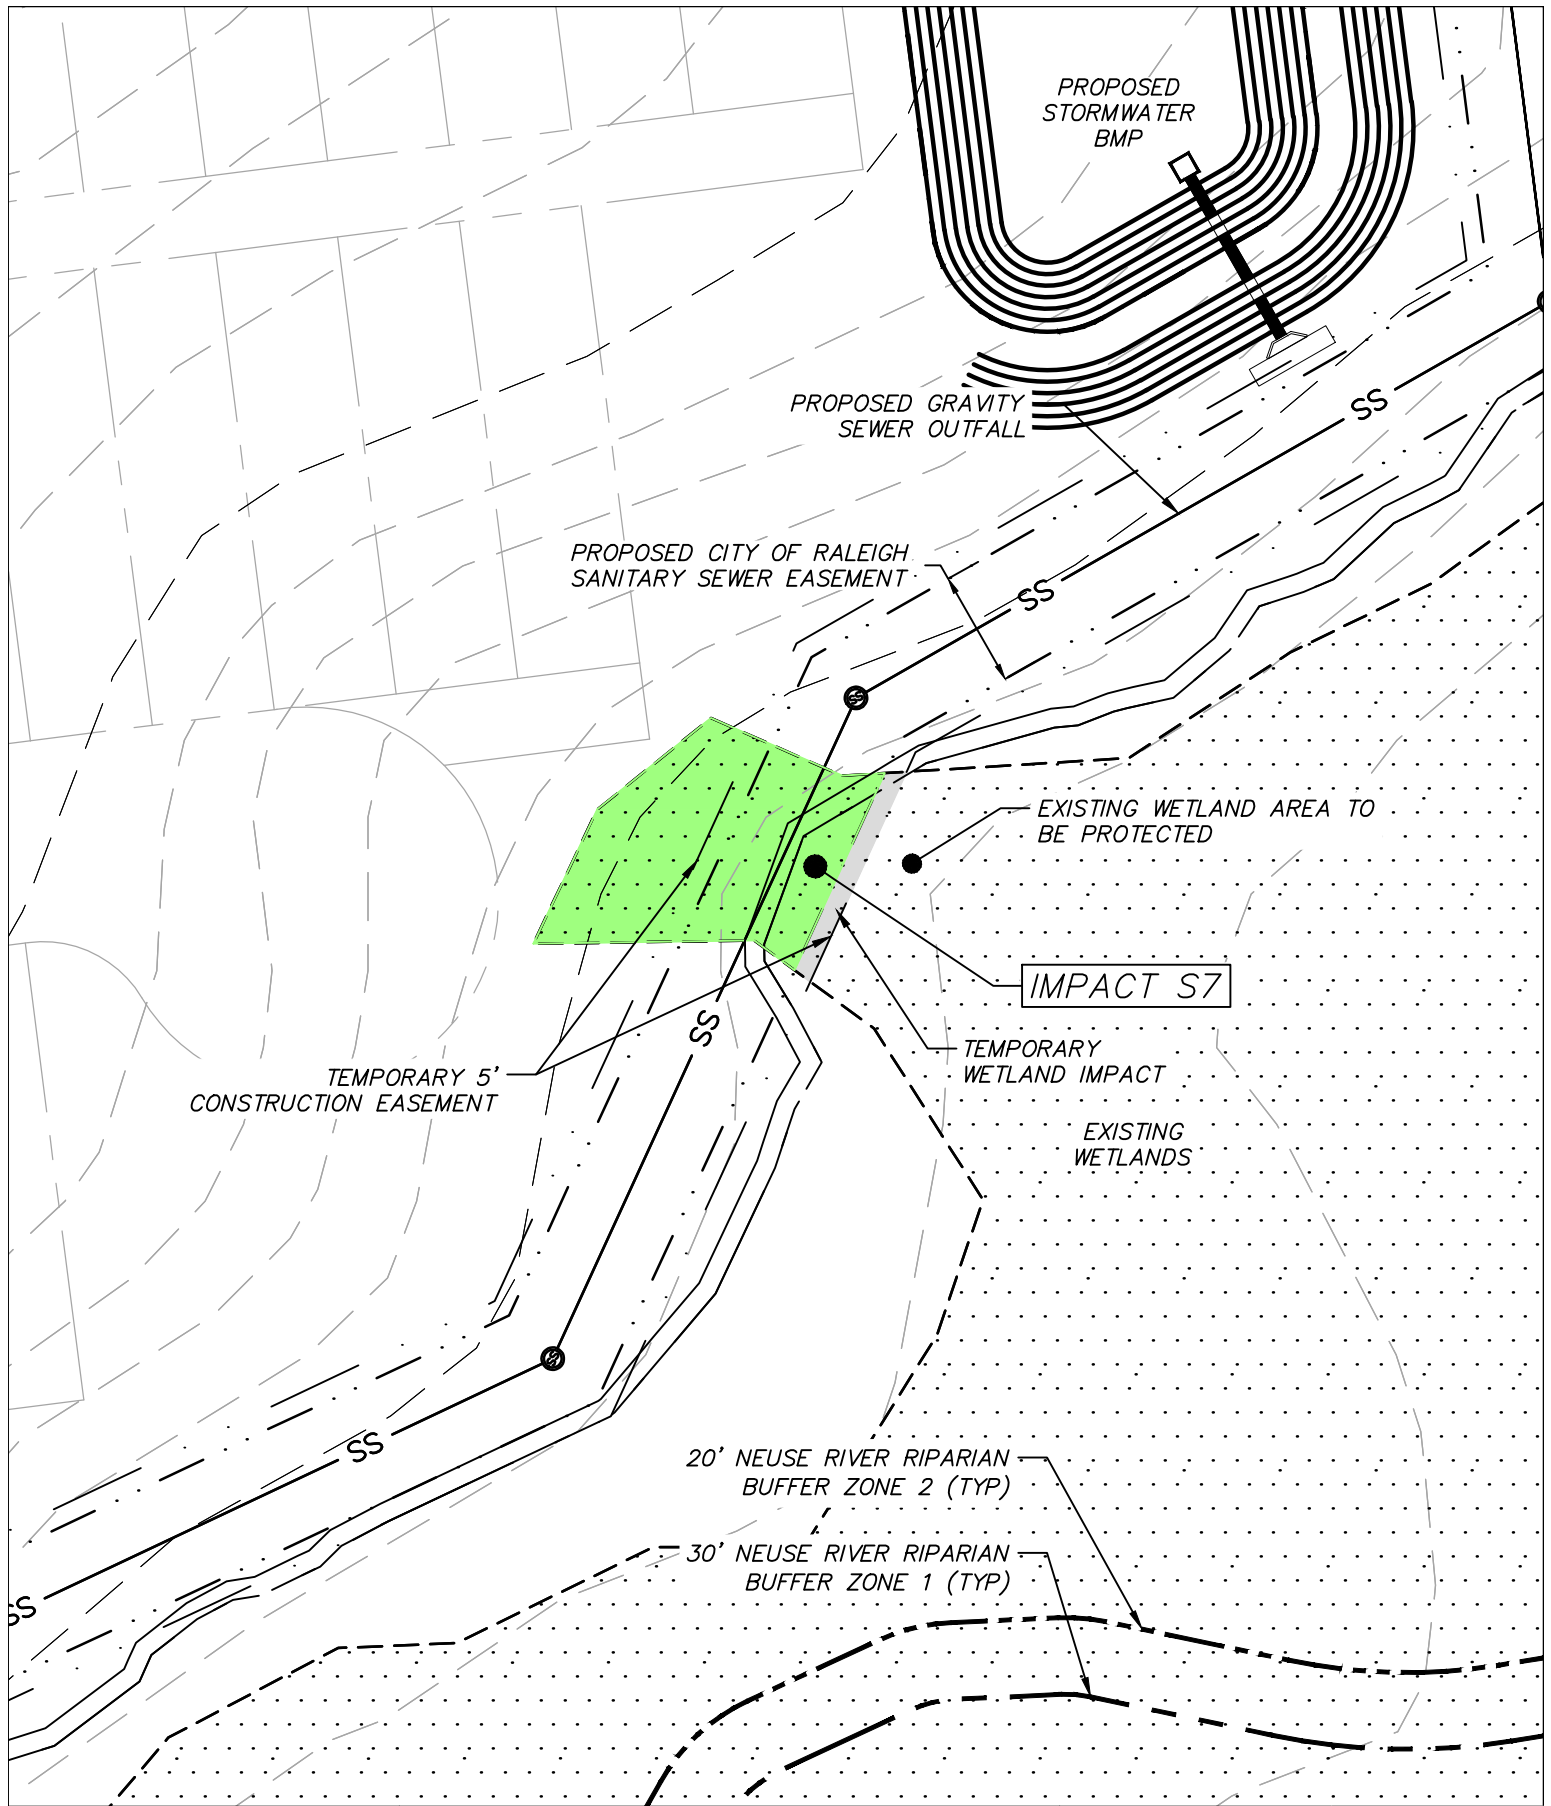 PROPOSED
STORMWATER
BMP
PROPOSED GRAVITY
SEWER OUTFALL
SS
PROPOSED CITY OF RALEIGH
SANITARY SEWER EASEMENT
SS
SS
EXISTING WETLAND AREA TO
BE PROTECTED
IMPACT S7
SS
TEMPORARY
WETLAND IMPACT
TEMPORARY 5'
CONSTRUCTION EASEMENT
EXISTING
WETLANDS
SS
SS
20' NEUSE RIVER RIPARIAN
BUFFER ZONE 2 (TYP)
30' NEUSE RIVER RIPARIAN
BUFFER ZONE 1 (TYP)
SS